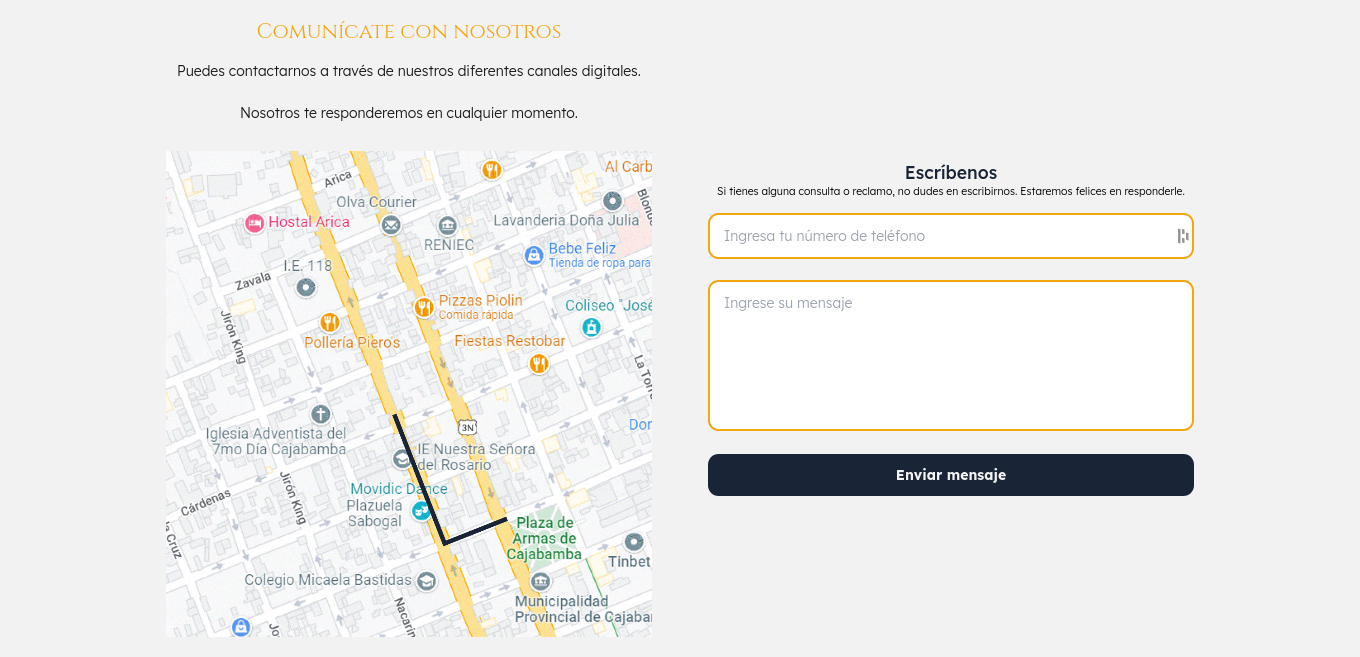 Comunícate con nosotros
Puedes contactarnos a través de nuestros diferentes canales digitales.
Nosotros te responderemos en cualquier momento.
Al Carb
Arica
Olva Courier
Blond
Hostal Arica
Lavanderia Doña Julia
RENIEC
Bebe Feliz
Tienda de ropa para
I.E. 118
Zavala
Pizzas Piolin
Comida rápida
Coliseo "José
Jirón King
Pollería Piero's
Fiestas Restobar
La Torre
3N
Dor
Iglesia Adventista del
7mo Día Cajabamba
IE Nuestra Señora
del Rosario
Jirón King
Movidic Dance
Cárdenas
Plazuela
Sabogal
a Cruz
Plaza de
Armas de
Cajabamba
Tinbet
Colegio Micaela Bastidas
Nacarin
Municipalidad
Provincial de Cajabar
Escríbenos
Si tienes alguna consulta o reclamo, no dudes en escribirnos. Estaremos felices en responderle.
Ingresa tu número de teléfono
Ingrese su mensaje
Enviar mensaje